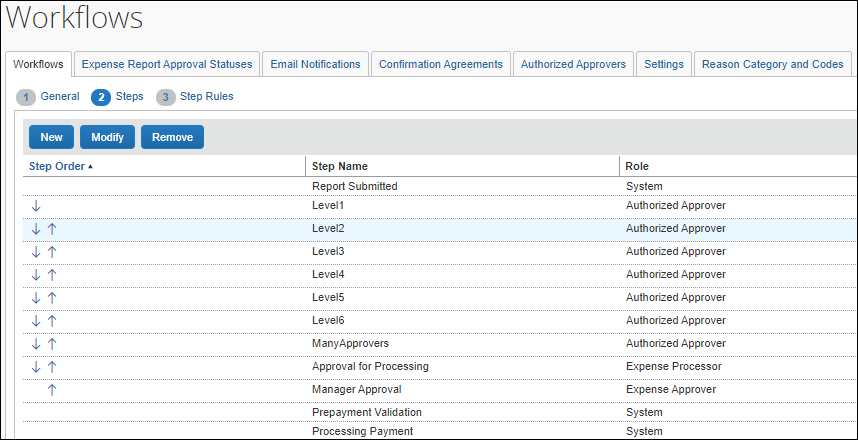 Workflows
Workflows Expense Report Approval Statuses Email Notifications Confirmation Agreements Authorized Approvers Settings Reason Category and Codes
1 General 2 Steps 3 Step Rules
New Modify Remove
Step Order Step Name Role
Report Submitted System
Level1 Authorized Approver
Level2 Authorized Approver
Level3 Authorized Approver
Level4 Authorized Approver
Level5 Authorized Approver
Level6 Authorized Approver
ManyApprovers Authorized Approver
Approval for Processing Expense Processor
Manager Approval Expense Approver
Prepayment Validation System
Processing Payment System